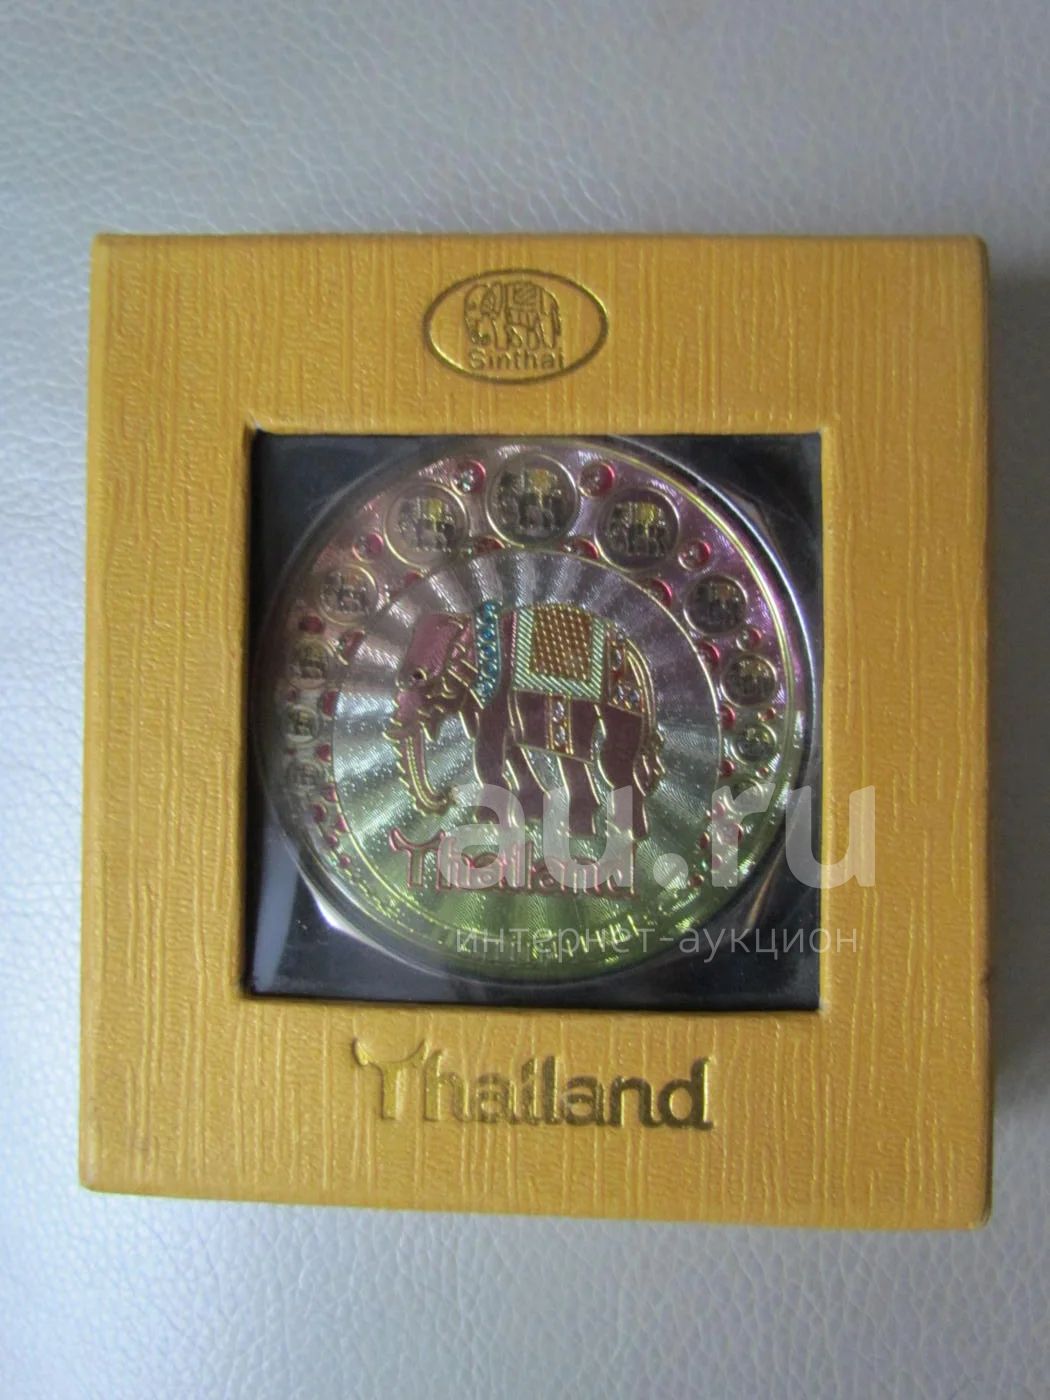 Sinthai
Thailand
au.ru
интернет-аукцион
Thailand